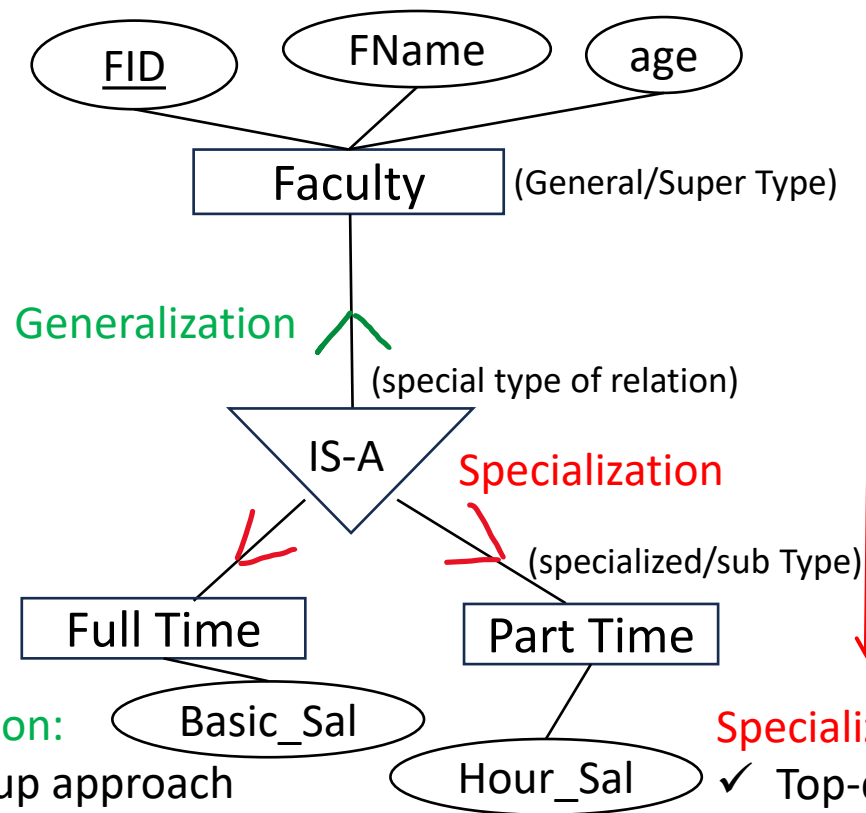 FID
FName
age
Faculty
(General/Super Type)
Generalization
(special type of relation)
IS-A
Specialization
(specialized/sub Type)
Full Time
Part Time
on:
Basic_Sal
Specializ
up approach
Hour_Sal
✓ Top-